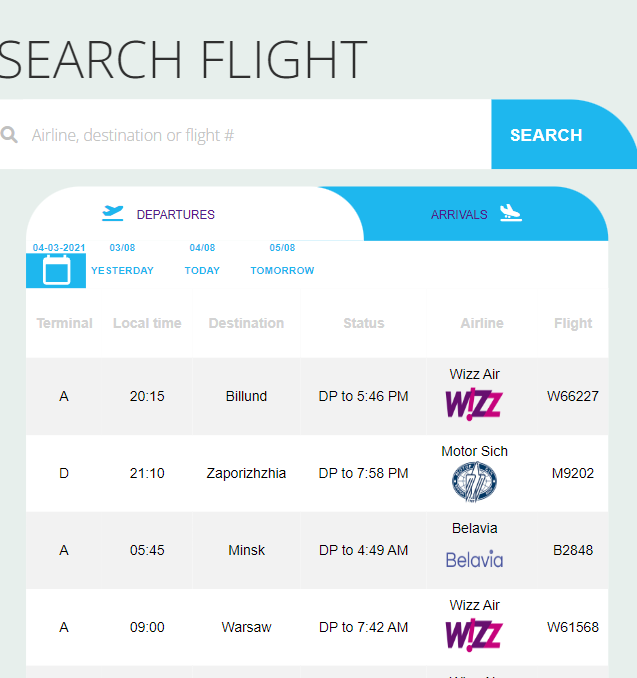 SEARCH FLIGHT
Airline, destination or flight #
SEARCH
DEPARTURES
ARRIVALS
04-03-2021 03/08 04/08 05/08
YESTERDAY TODAY TOMORROW
Terminal Local time Destination Status Airline Flight
Wizz Air
A 20:15 Billund DP to 5:46 PM WIZZ W66227
Motor Sich
D 21:10 Zaporizhzhia DP to 7:58 PM M9202
Belavia
A 05:45 Minsk DP to 4:49 AM Belavia B2848
Wizz Air
A 09:00 Warsaw DP to 7:42 AM WIZZ W61568